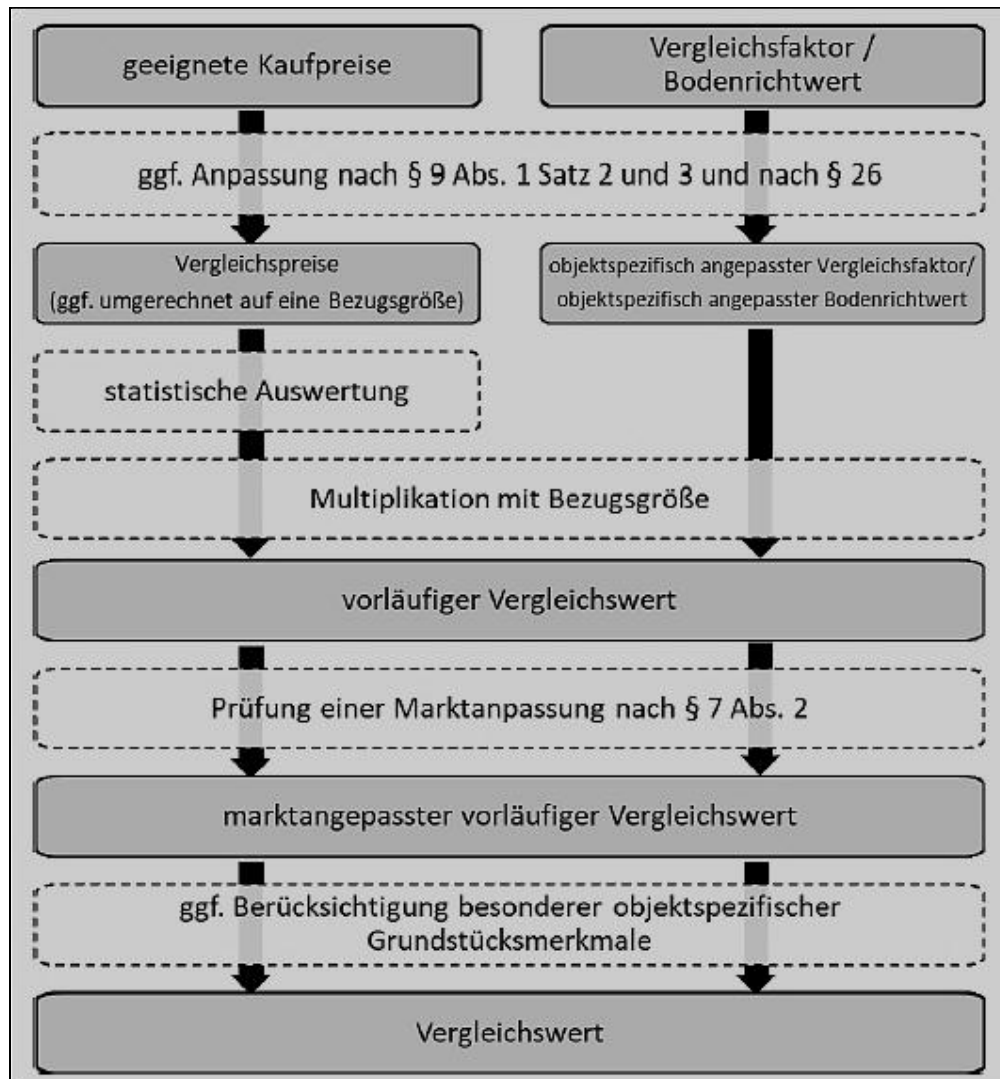 geeignete Kaufpreise
Vergleichsfaktor /
Bodenrichtwert
ggf. Anpassung nach § 9 Abs. 1 Satz 2 und 3 und nach § 26
Vergleichspreise
(ggf. umgerechnet auf eine Bezugsgröße)
objektspezifisch angepasster Vergleichsfaktor/
objektspezifisch angepasster Bodenrichtwert
statistische Auswertung
Multiplikation mit Bezugsgröße
vorläufiger Vergleichswert
Prüfung einer Marktanpassung nach § 7 Abs. 2
marktangepasster vorläufiger Vergleichswert
ggf. Berücksichtigung besonderer objektspezifischer
Grundstücksmerkmale
Vergleichswert